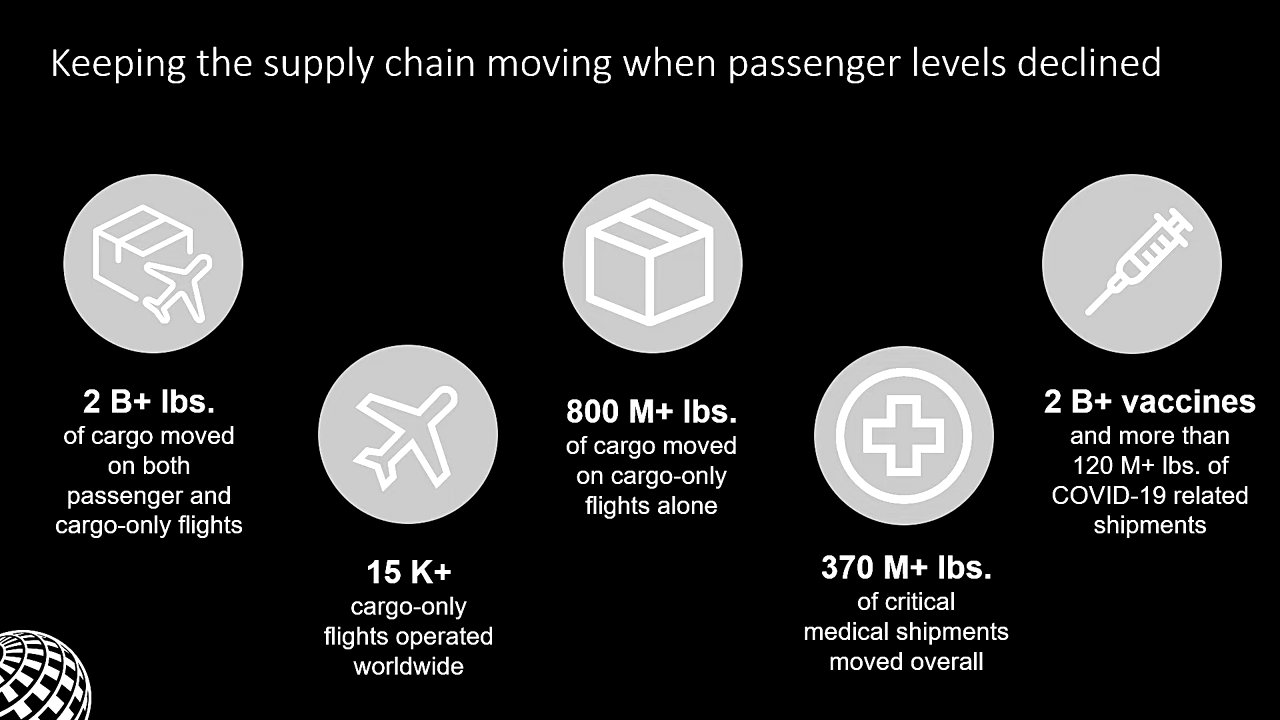 Keeping the supply chain moving when passenger levels declined
2 B+ lbs.
of cargo moved
on both
passenger and
cargo-only flights
15 K+
cargo-only
flights operated
worldwide
800 M+ lbs.
of cargo moved
on cargo-only
flights alone
370 M+ lbs.
of critical
medical shipments
moved overall
2 B+ vaccines
and more than
120 M+ lbs. of
COVID-19 related
shipments